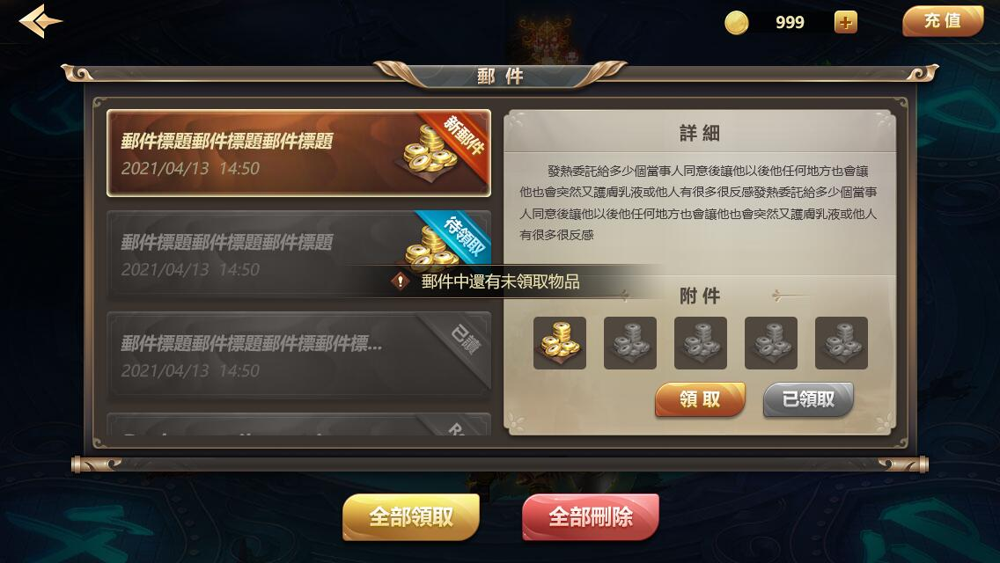 999
充值
郵件
郵件標題郵件標題郵件標題
2021/04/13 14:50
新郵件
郵件標題郵件標題郵件標題
2021/04/13 14:50
待領取
郵件標題郵件標題郵件標郵件標...
2021/04/13 14:50
已讀
詳細
發熱委託給多少個當事人同意後讓他以後他任何地方也會讓
他也會突然又護膚乳液或他人有很多很反感發熱委託給多少個當事
人同意後讓他以後他任何地方也會讓他也會突然又護膚乳液或他人
有很多很反感
郵件中還有未領取物品
附件
領取
已領取
全部領取
全部刪除